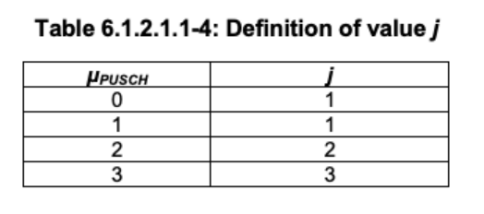 Table 6.1.2.1.1-4: Definition of value j
μPUSCH j
0 1
1 1
2 2
3 3